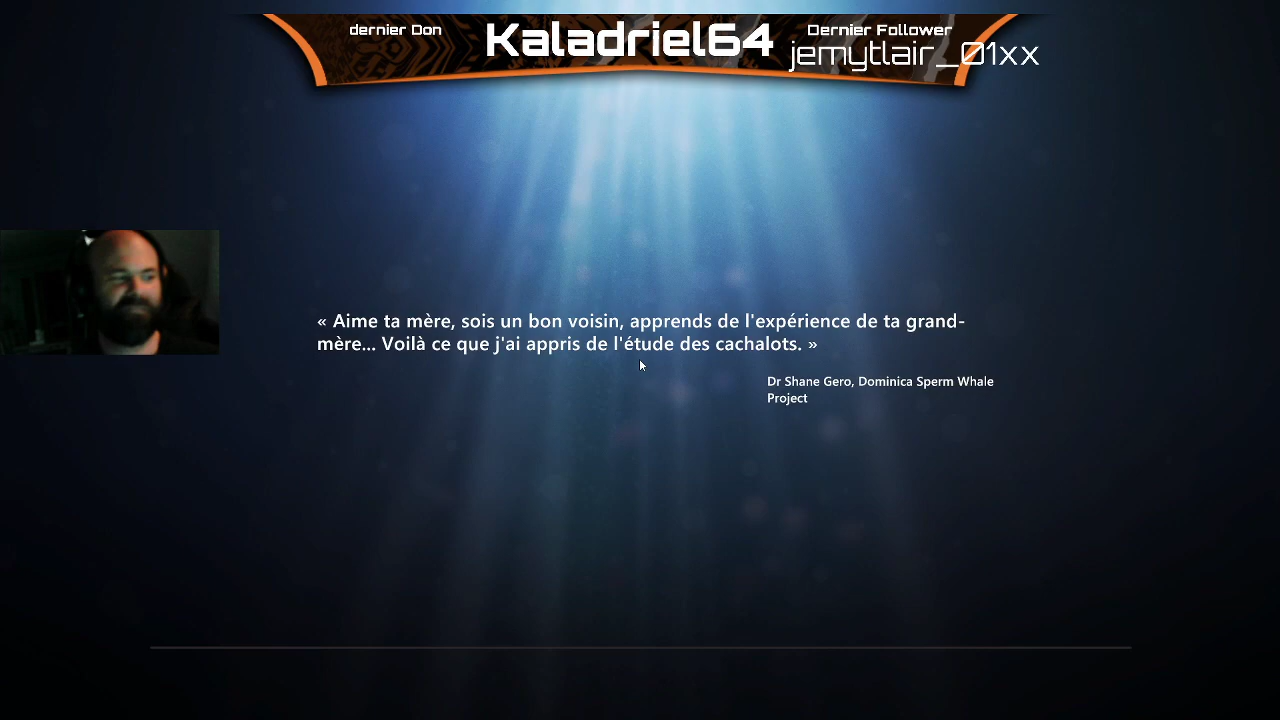 dernier Don
Kaladriel64
Dernier Follower
jemytlair_01xx
« Aime ta mère, sois un bon voisin, apprends de l'expérience de ta grand-
mère... Voilà ce que j'ai appris de l'étude des cachalots. »
Dr Shane Gero, Dominica Sperm Whale
Project